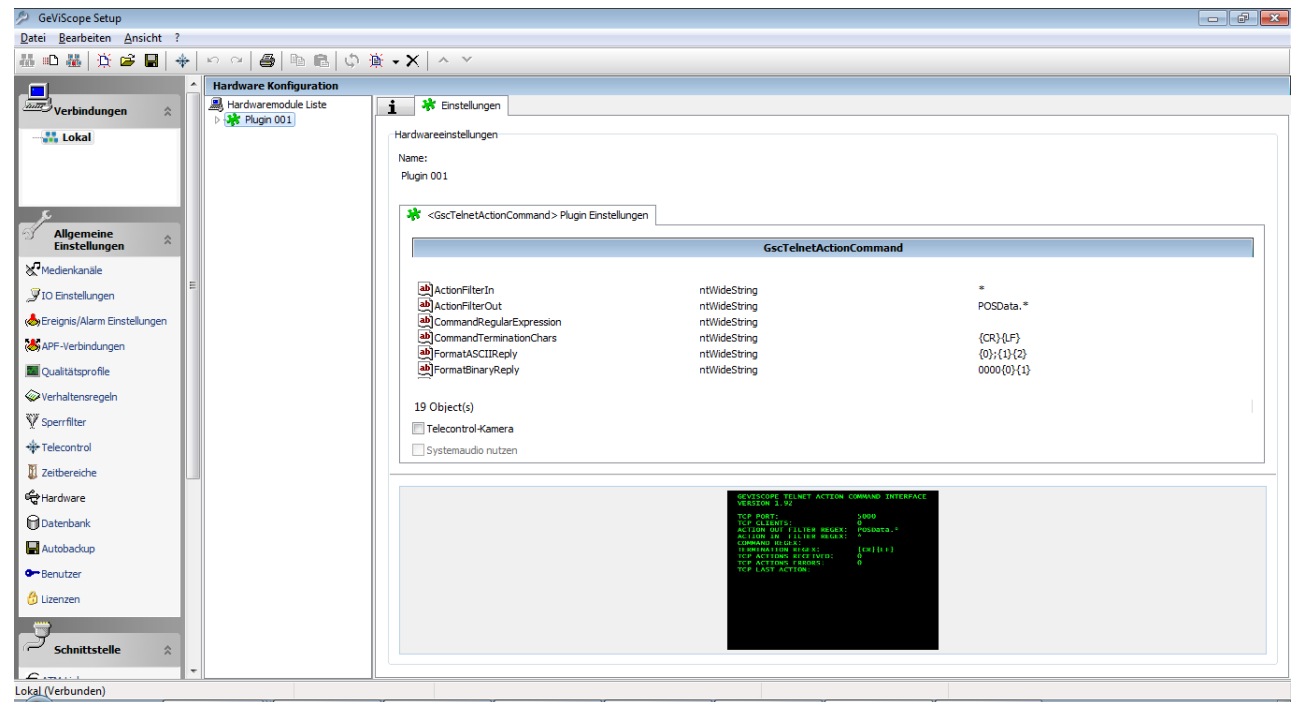 GeViScope Setup
Datei Bearbeiten Ansicht ?
Verbindungen
Lokal
Allgemeine
Einstellungen
Medienkanäle
IO Einstellungen
Ereignis/Alarm Einstellungen
APF-Verbindungen
Qualitätsprofile
Verhaltensregeln
Sperrfilter
Telecontrol
Zeitbereiche
Hardware
Datenbank
Autobackup
Benutzer
Lizenzen
Schnittstelle
Hardware Konfiguration
Hardwaremodule Liste
Plugin 001
Einstellungen
Hardwareeinstellungen
Name:
Plugin 001
<GscTelnetActionCommand> Plugin Einstellungen
GscTelnetActionCommand
ActionFilterIn ntWideString *
ActionFilterOut ntWideString POSData.*
CommandRegularExpression ntWideString
CommandTerminationChars ntWideString {CR}{LF}
FormatASCIIReply ntWideString {0};{1}{2}
FormatBinaryReply ntWideString 0000{0}{1}
19 Object(s)
Telecontrol-Kamera
Systemaudio nutzen
GEVISCOPE TELNET ACTION COMMAND INTERFACE
VERSION 1.92
TCP PORT: 5000
TCP CLIENTS: 0
ACTION OUT FILTER REGEX: POSData.*
ACTION IN FILTER REGEX: *
COMMAND REGEX:
TERMINATION REGEX: {CR}{LF}
TCP ACTIONS RECEIVED: 0
TCP ACTIONS ERRORS: 0
TCP LAST ACTION:
Lokal (Verbunden)